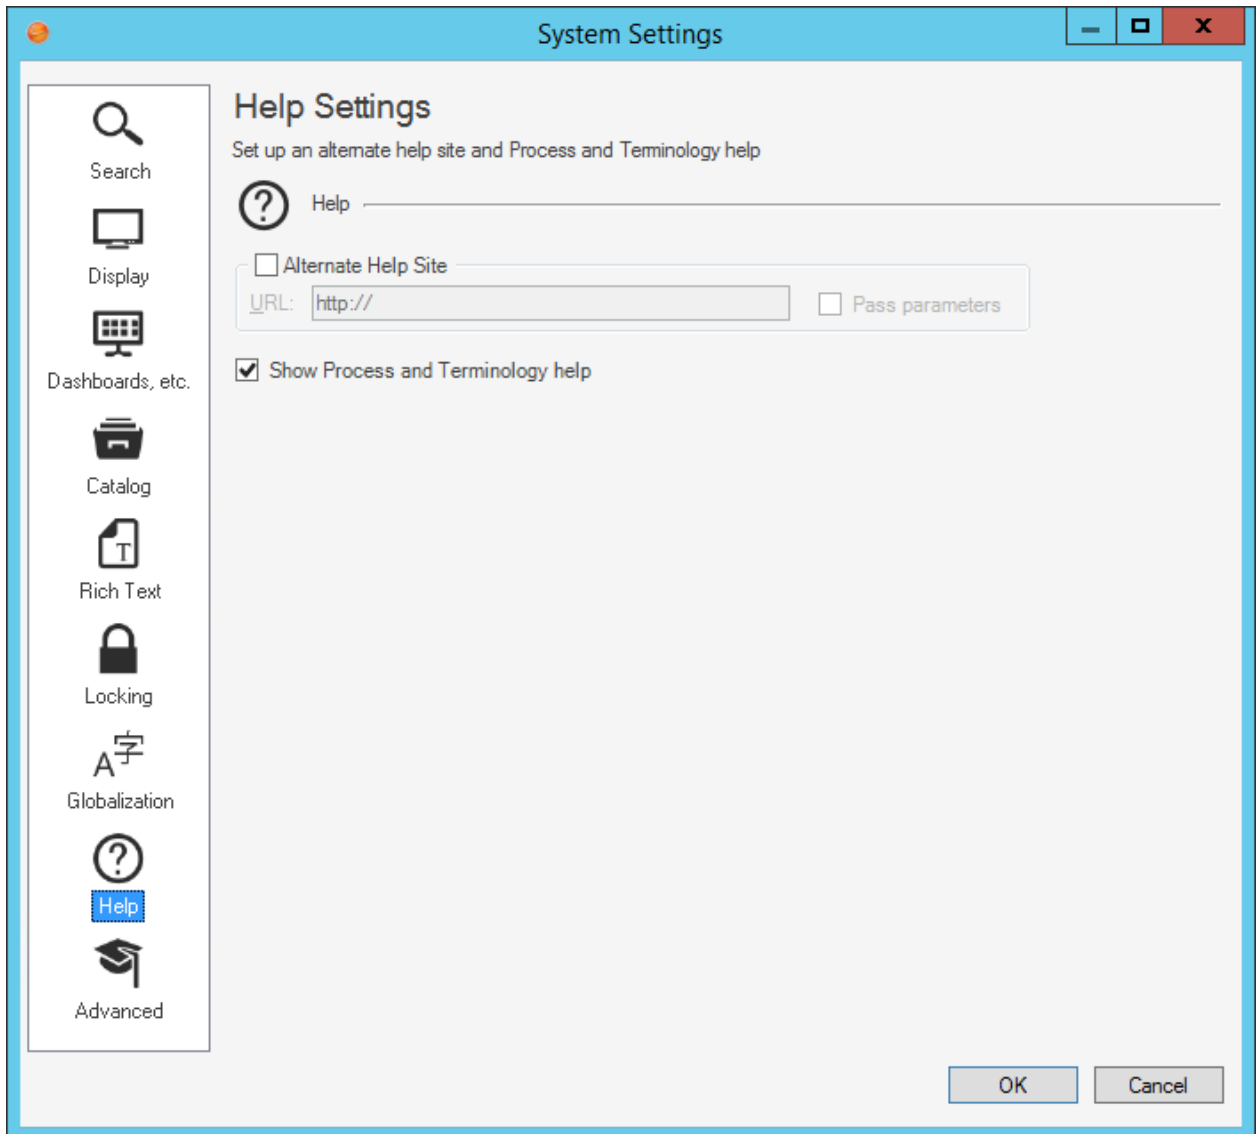 System Settings
Search
Display
Dashboards, etc.
Catalog
T
Rich Text
Locking
A字
Globalization
?
Help
Advanced
Help Settings
Set up an alternate help site and Process and Terminology help
? Help
Alternate Help Site
URL: http:// Pass parameters
Show Process and Terminology help
OK Cancel